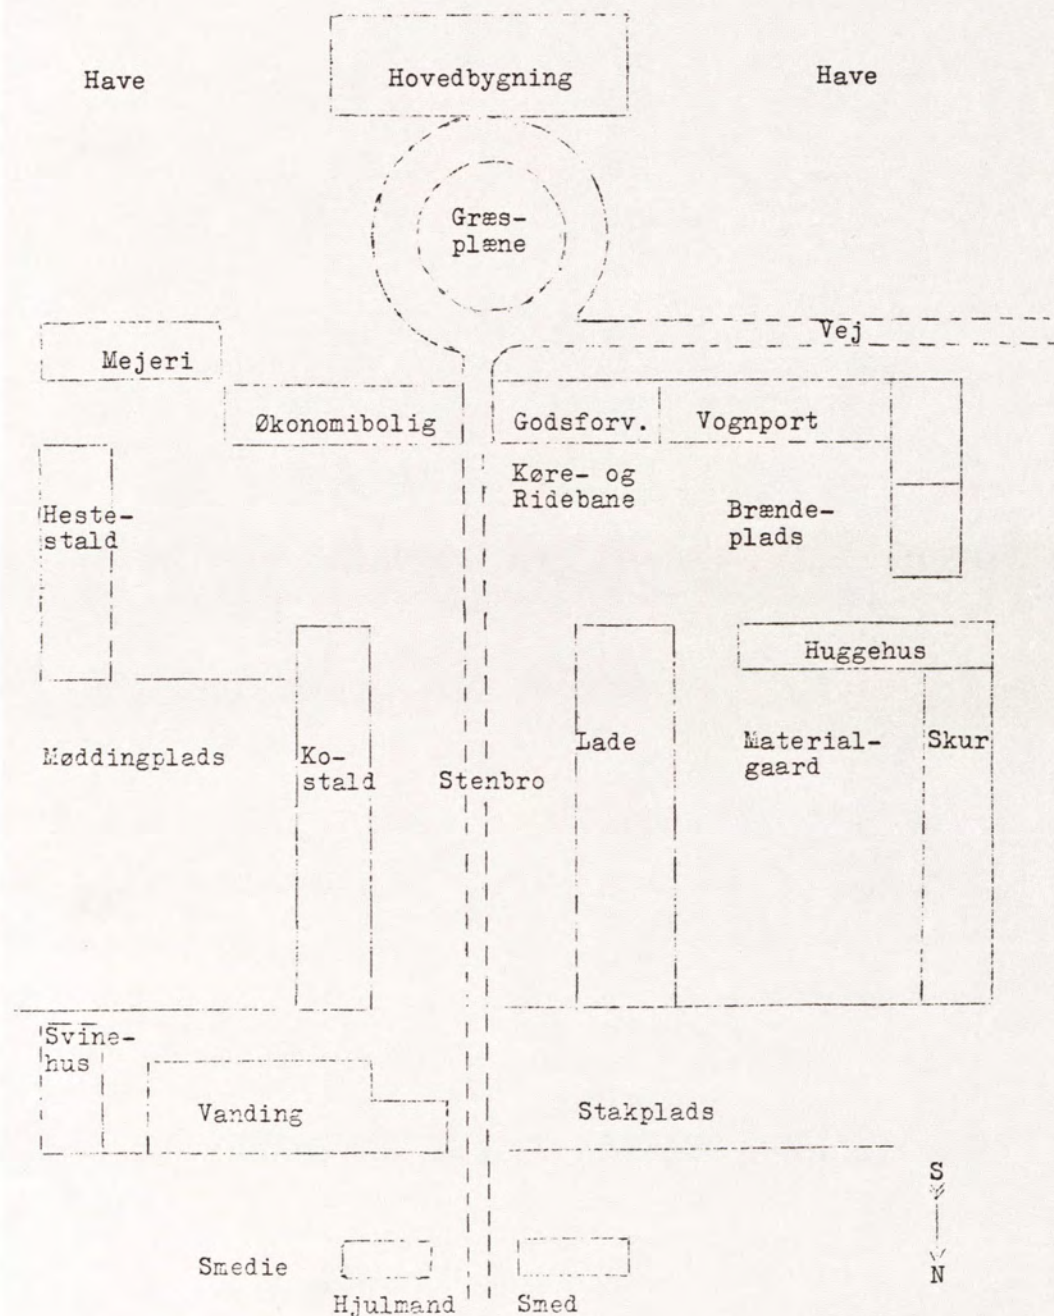 Have
Hovedbygning
Have
Græs-
plæne
Vej
Mejeri
Økonomibolig
Godsforv.
Vognport
Køre- og
Ridebane
Brænde-
plads
Heste-
stald
Huggehus
Møddingplads
Ko-
stald
Stenbro
Lade
Material-
gaard
Skur
Svine-
hus
Vanding
Stakplads
S
N
Smedie
Hjulmand
Smed